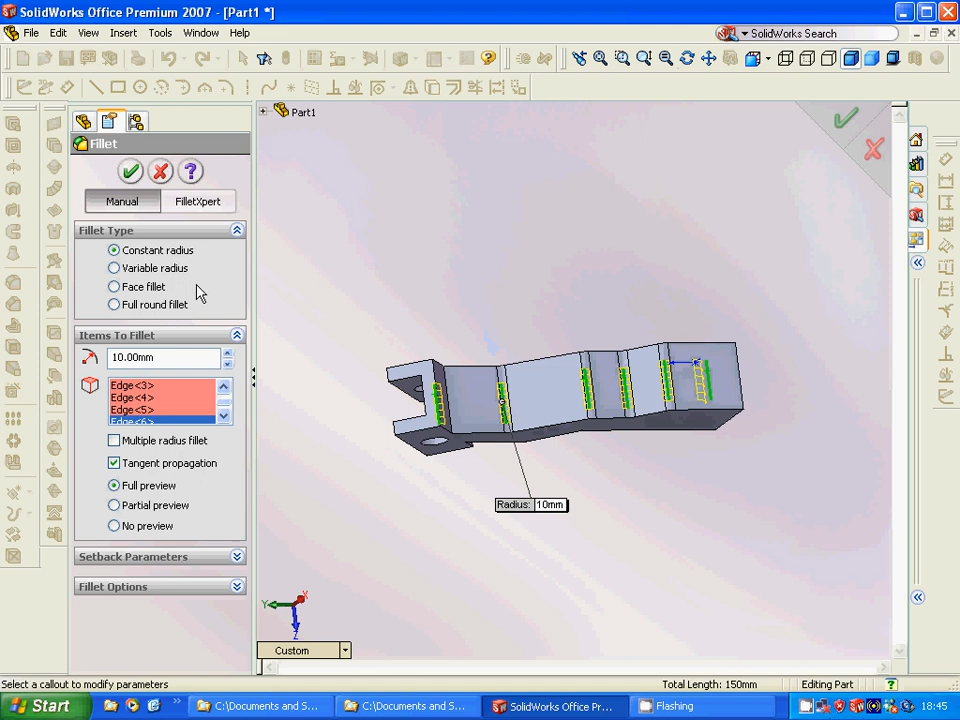 SolidWorks Office Premium 2007 - [Part1 *]
File Edit View Insert Tools Window Help
SolidWorks Search
Part1
Fillet
Manual FilletXpert
Fillet Type
Constant radius
Variable radius
Face fillet
Full round fillet
Items To Fillet
10.00mm
Edge<3>
Edge<4>
Edge<5>
Edge<6>
Multiple radius fillet
Tangent propagation
Full preview
Partial preview
No preview
Setback Parameters
Fillet Options
Radius: 10mm
X
Y
Z
Custom
Select a callout to modify parameters Total Length: 150mm Editing Part
Start C:\Documents and S... C:\Documents and S... SolidWorks Office Pr... Flashing 18:45